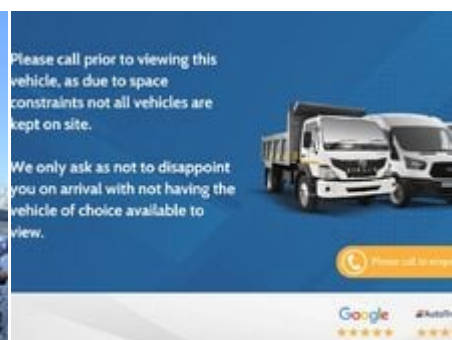 Please call prior to viewing this
vehicle, as due to space
constraints not all vehicles are
kept on site.
We only ask as not to disappoint
you on arrival with not having the
vehicle of choice available to
view.
Please call to enqu
Google
AutoTr